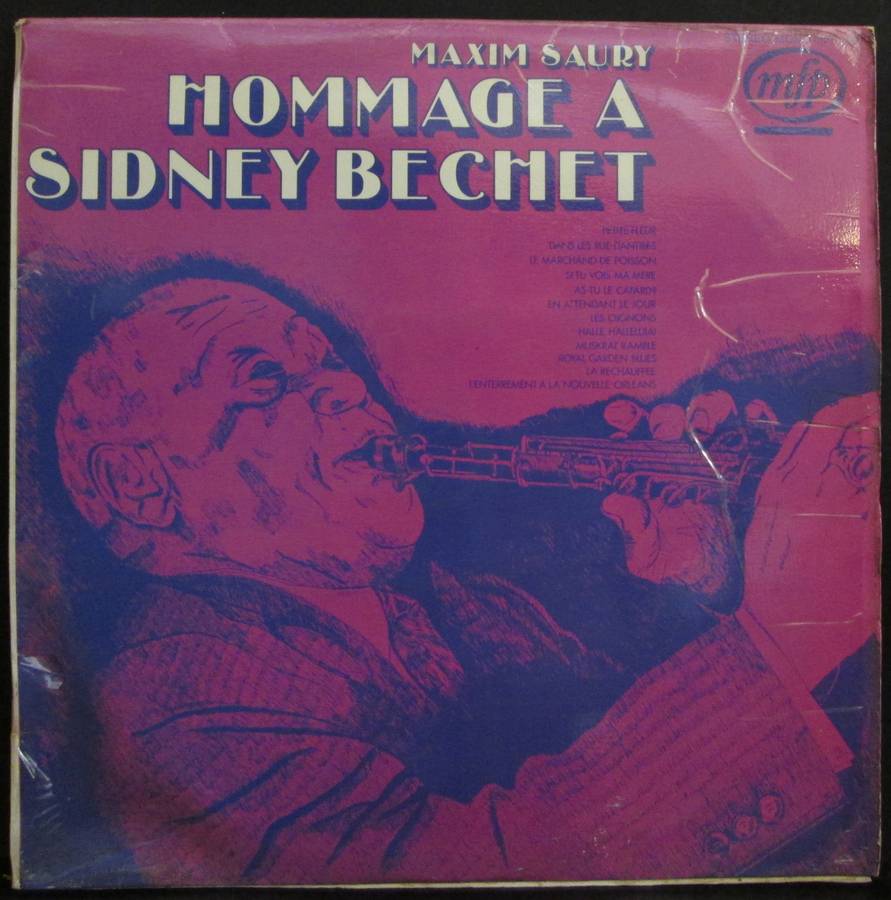 MAXIM SAURY
HOMMAGE A
SIDNEY BECHET
mfp
PETITE FLEUR
DANS LES RUE D'ANTIBES
LE MARCHAND DE POISSON
SI TU VOIS MA MERE
AS-TU LE CAFARD?
EN ATTENDANT LE JOUR
LES OIGNONS
HALLE HALLELUIA!
MUSKRAT RAMBLE
ROYAL GARDEN BLUES
LA RECHAUFFEE
L'ENTERREMENT A LA NOUVELLE-ORLEANS